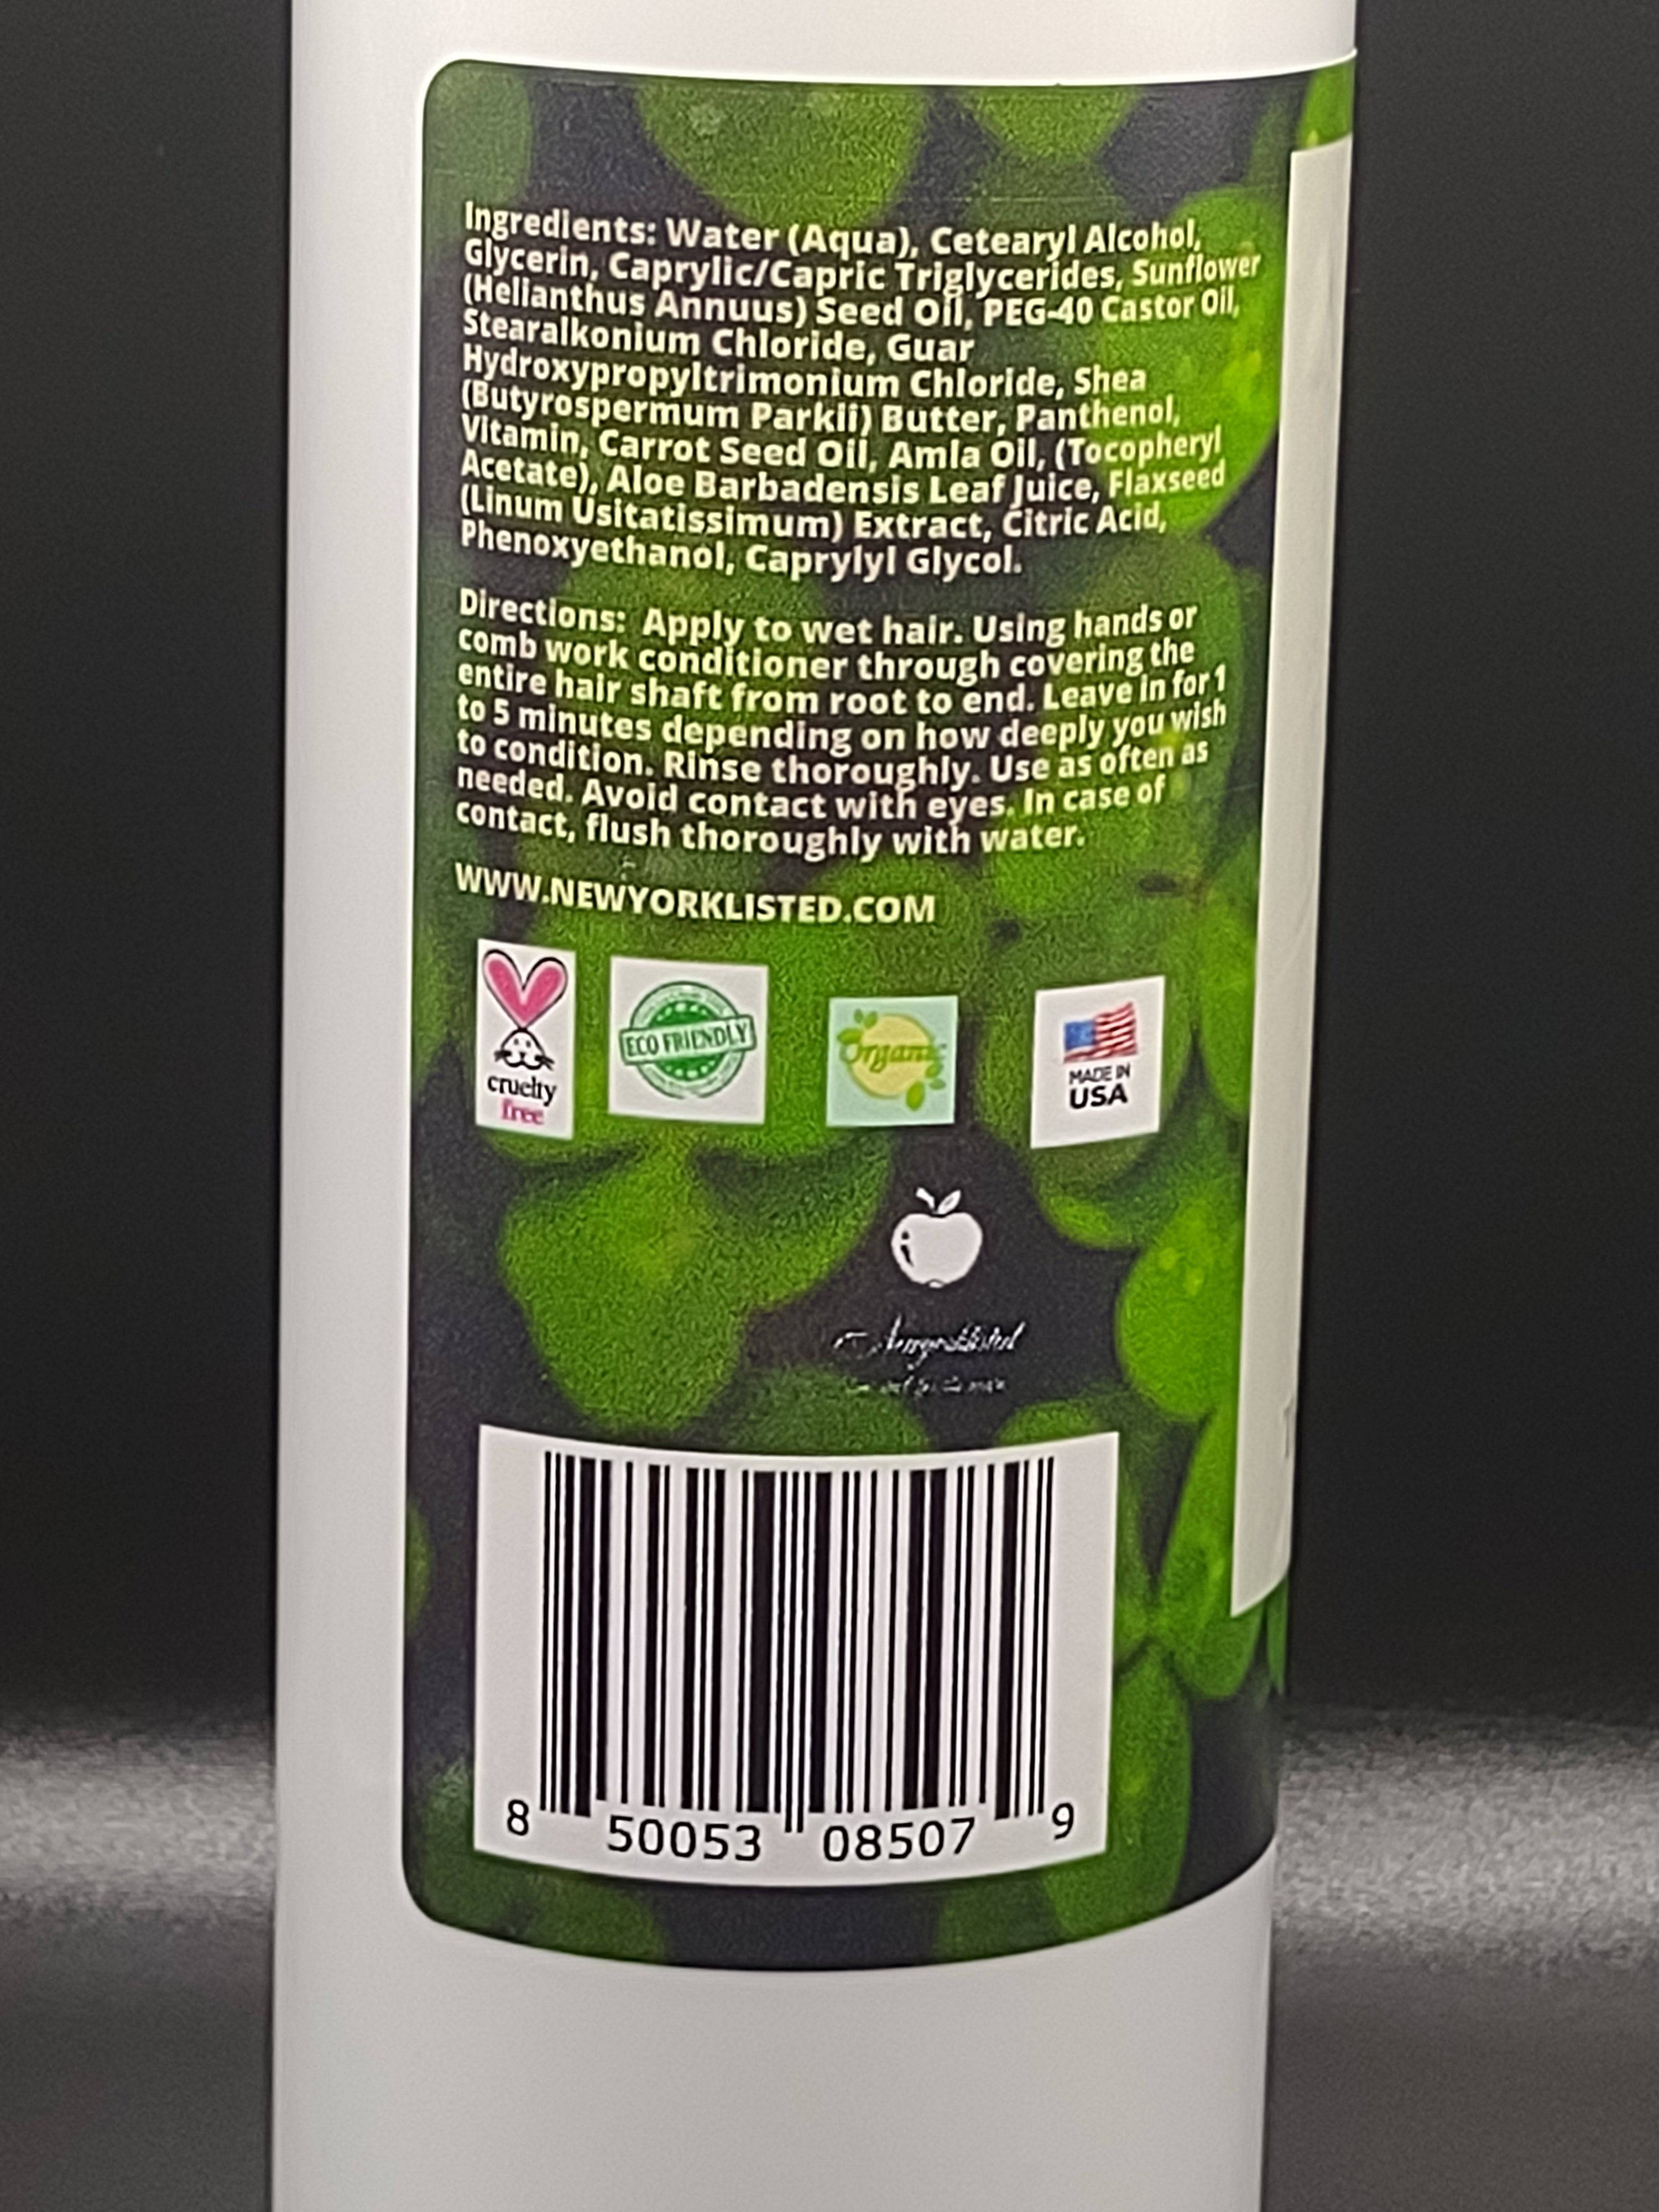 Ingredients: Water (Aqua), Cetearyl Alcohol,
Glycerin, Caprylic/Capric Triglycerides, Sunflower
(Helianthus Annuus) Seed Oil, PEG-40 Castor Oil,
Stearalkonium Chloride, Guar
Hydroxypropyltrimonium Chloride, Shea
(Butyrospermum Parkii) Butter, Panthenol,
Vitamin, Carrot Seed Oil, Amla Oil, (Tocopheryl
Acetate), Aloe Barbadensis Leaf Juice, Flaxseed
(Linum Usitatissimum) Extract, Citric Acid,
Phenoxyethanol, Caprylyl Glycol.
Directions: Apply to wet hair. Using hands or
comb work conditioner through covering the
entire hair shaft from root to end. Leave in for 1
to 5 minutes depending on how deeply you wish
to condition. Rinse thoroughly. Use as often as
needed. Avoid contact with eyes. In case of
contact, flush thoroughly with water.
WWW.NEWYORKLISTED.COM
cruelty
free
ECO FRIENDLY
Organic
MADE IN
USA
8 50053 08507 9